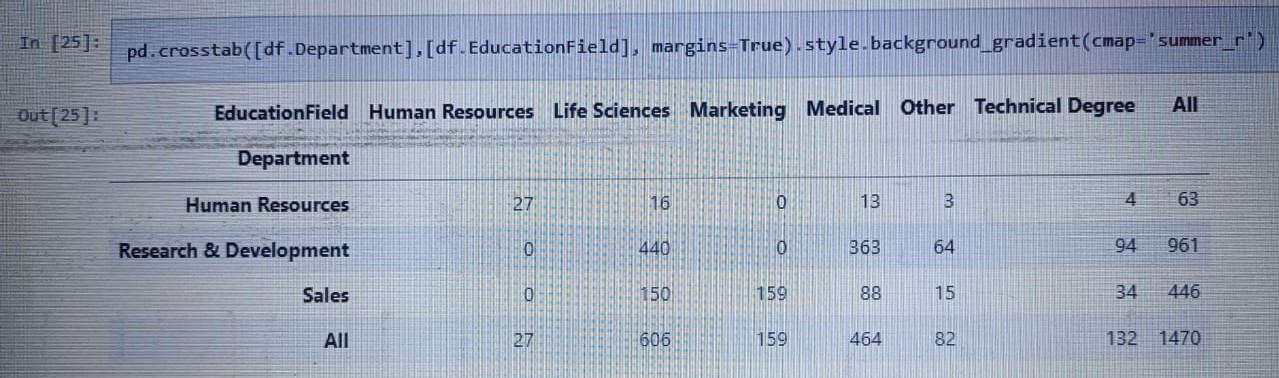 In [25]: pd.crosstab([df.Department],[df.EducationField], margins=True).style.background_gradient(cmap='summer_r')
Out[25]: EducationField Human Resources Life Sciences Marketing Medical Other Technical Degree All
Department
Human Resources 27 16 0 13 3 4 63
Research & Development 0 440 0 363 64 94 961
Sales 0 150 159 88 15 34 446
All 27 606 159 464 82 132 1470